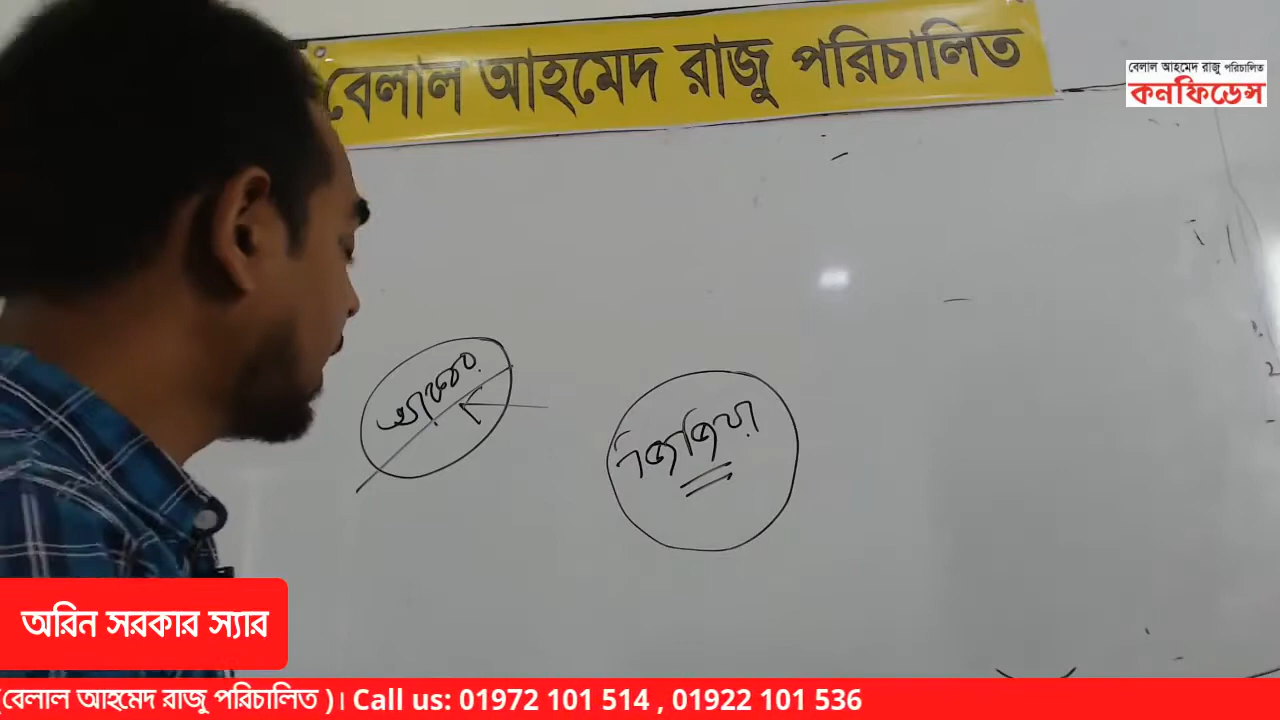 বেলাল আহমেদ রাজু পরিচালিত
বেলাল আহমেদ রাজু পরিচালিত
কনফিডেন্স
জিজিয়া
অরিন সরকার স্যার
(বেলাল আহমেদ রাজু পরিচালিত )। Call us: 01972 101 514 , 01922 101 536